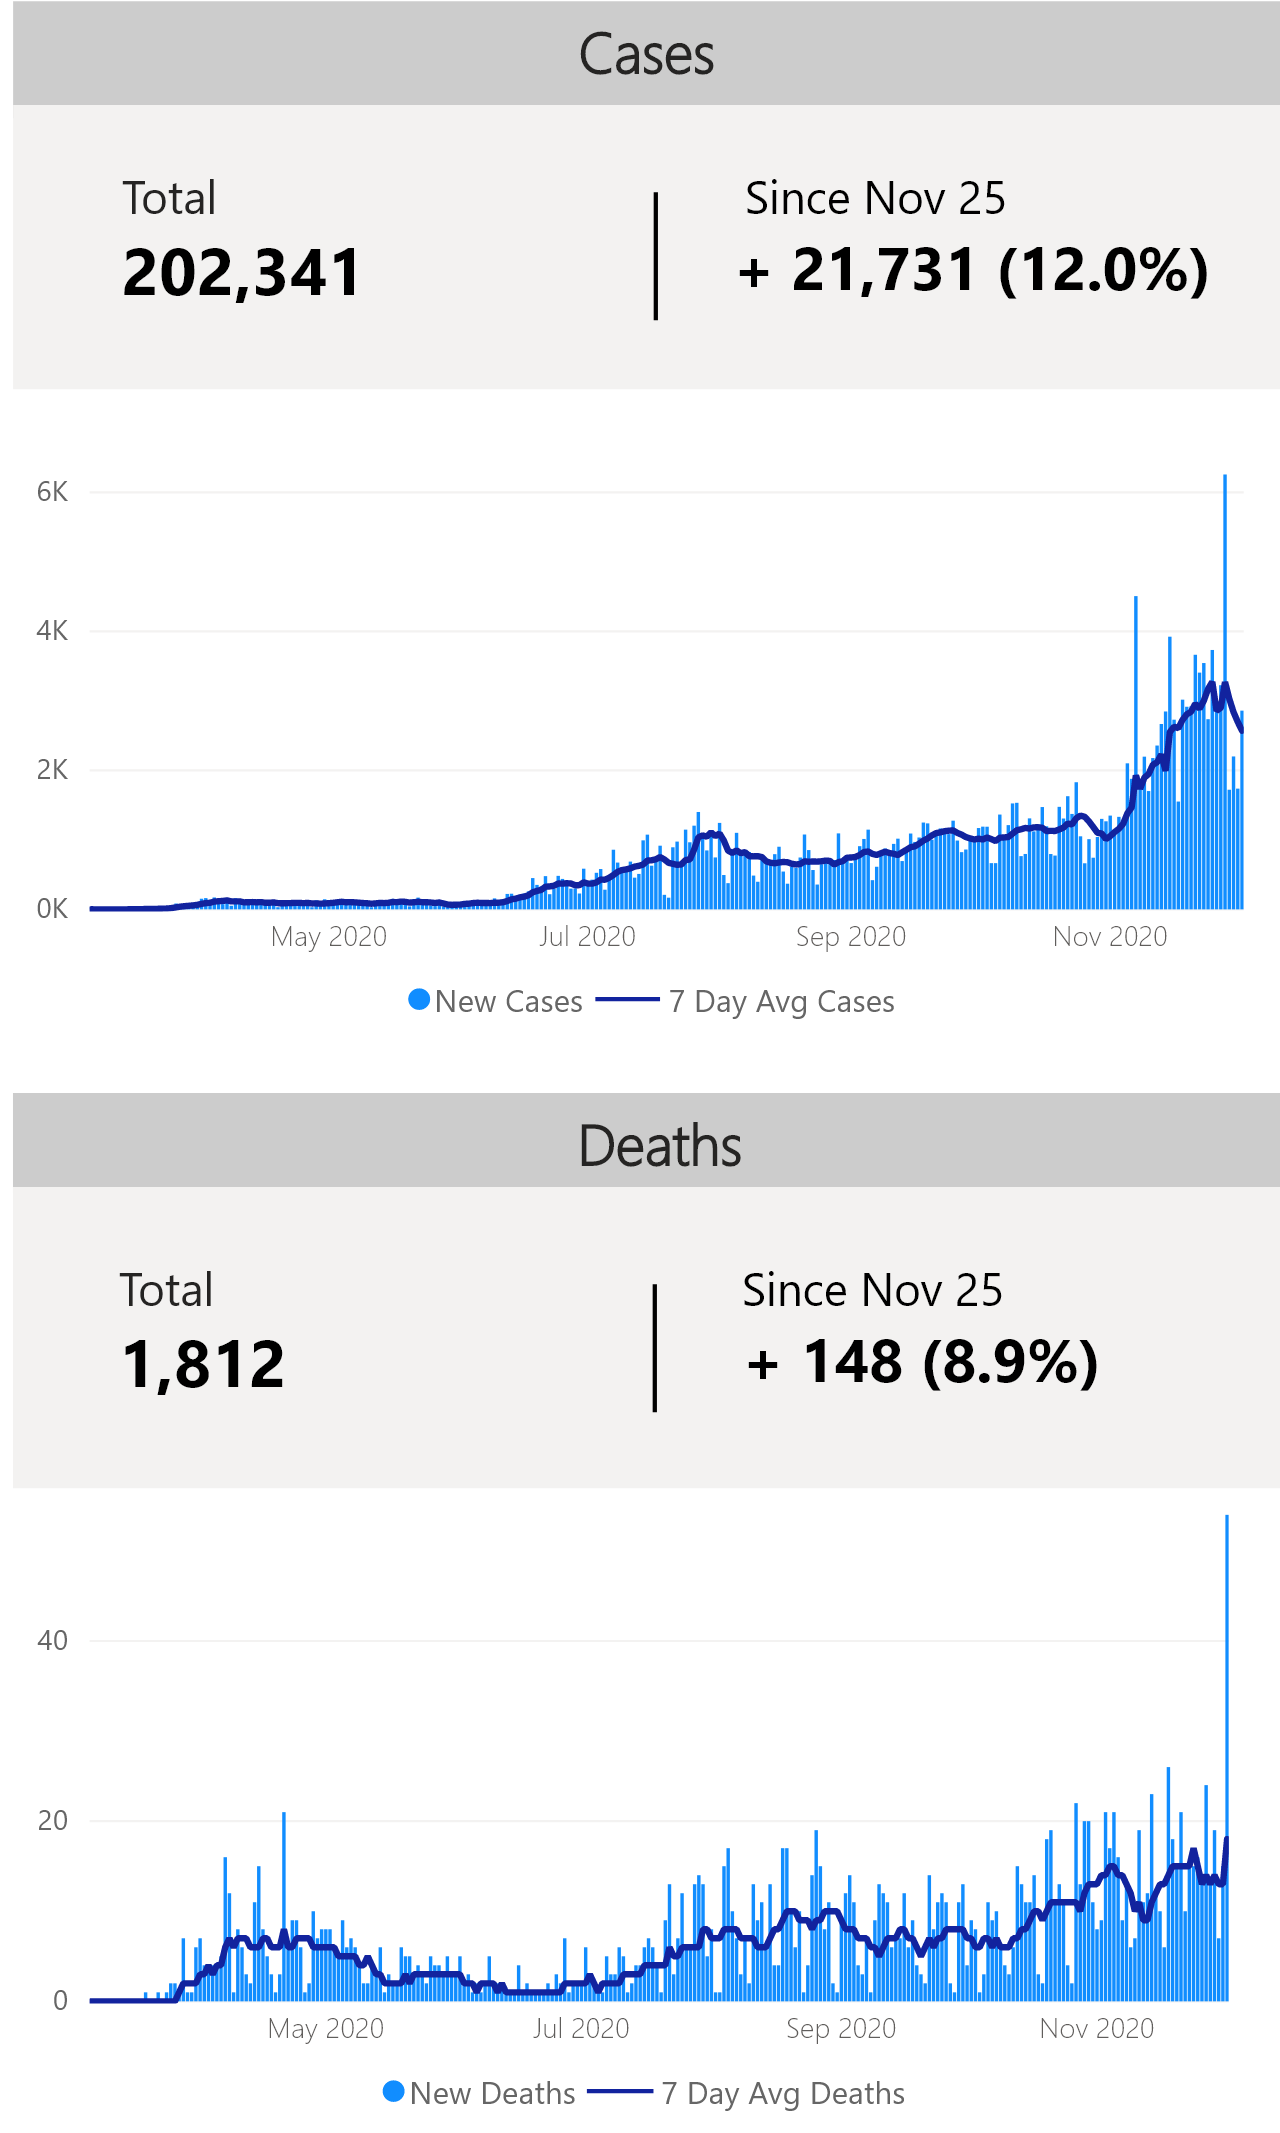 Cases
Total
202,341
Since Nov 25
+ 21,731 (12.0%)
6K
4K
2K
0K
May 2020 Jul 2020 Sep 2020 Nov 2020
New Cases 7 Day Avg Cases
Deaths
Total
1,812
Since Nov 25
+ 148 (8.9%)
40
20
0
May 2020 Jul 2020 Sep 2020 Nov 2020
New Deaths 7 Day Avg Deaths